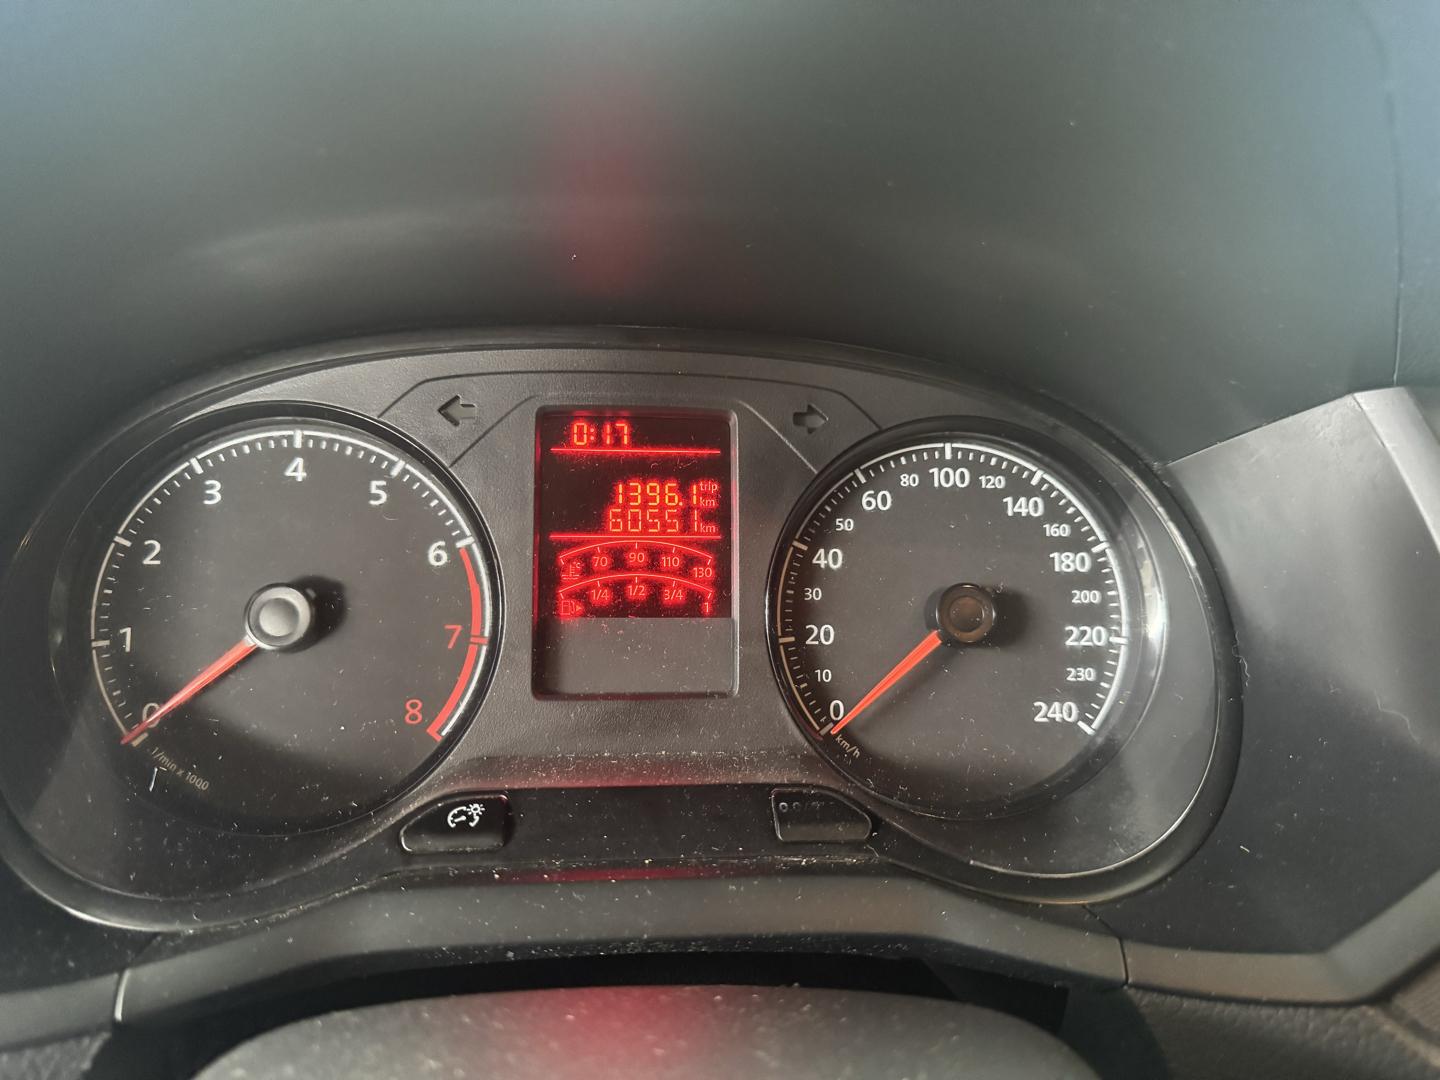 0:17
trip
1396.1 km
60551 km
70 90 110 130
1/4 1/2 3/4 1
0 1 2 3 4 5 6 7 8
1/min x 1000
0 10 20 30 40 50 60 80 100 120 140 160 180 200 220 230 240
km/h